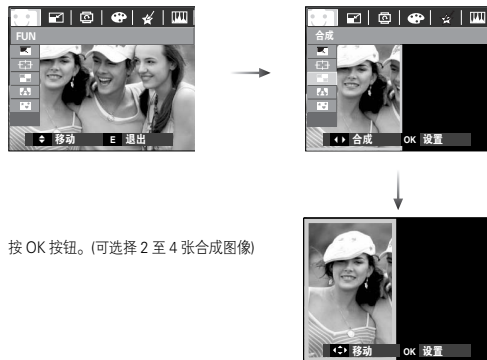 FUN
移动 E 退出
合成
合成 OK 设置
按 OK 按钮。(可选择 2 至 4 张合成图像)
移动 OK 设置